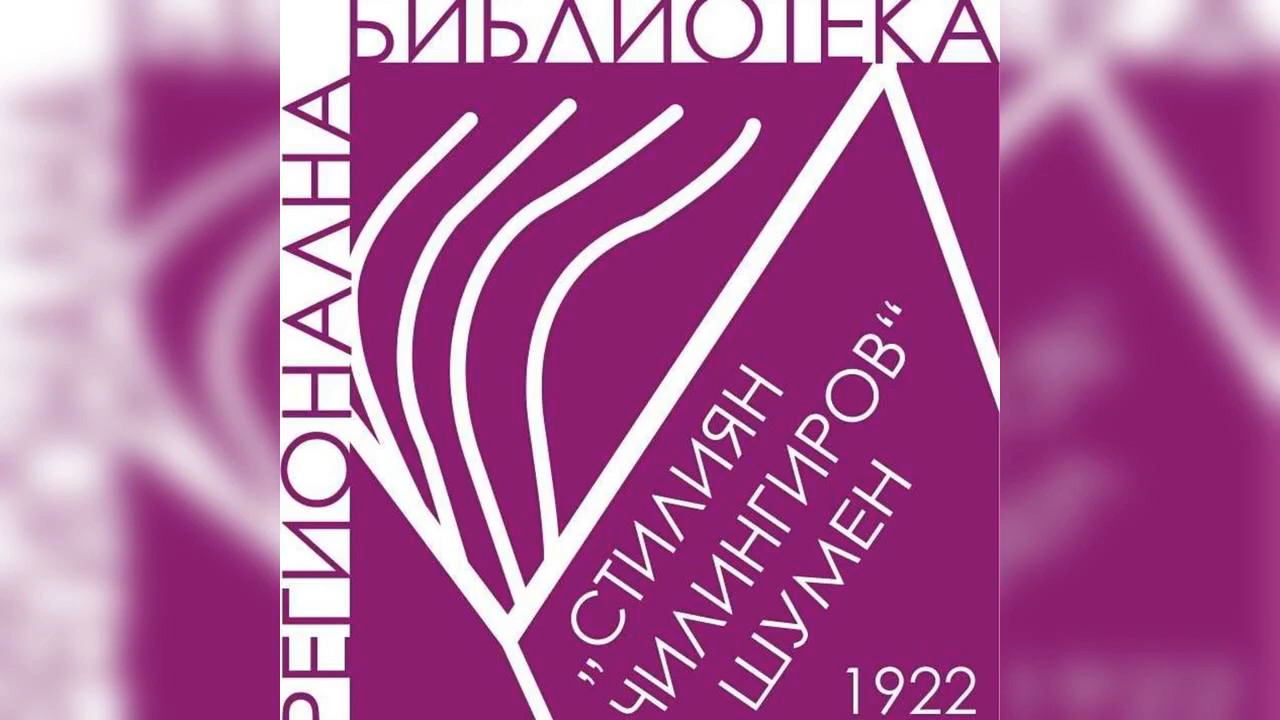 РЕГИОНАЛНА
БИБЛИОТЕКА
„СТИЛИЯН
ЧИЛИНГИРОВ“
ШУМЕН
1922